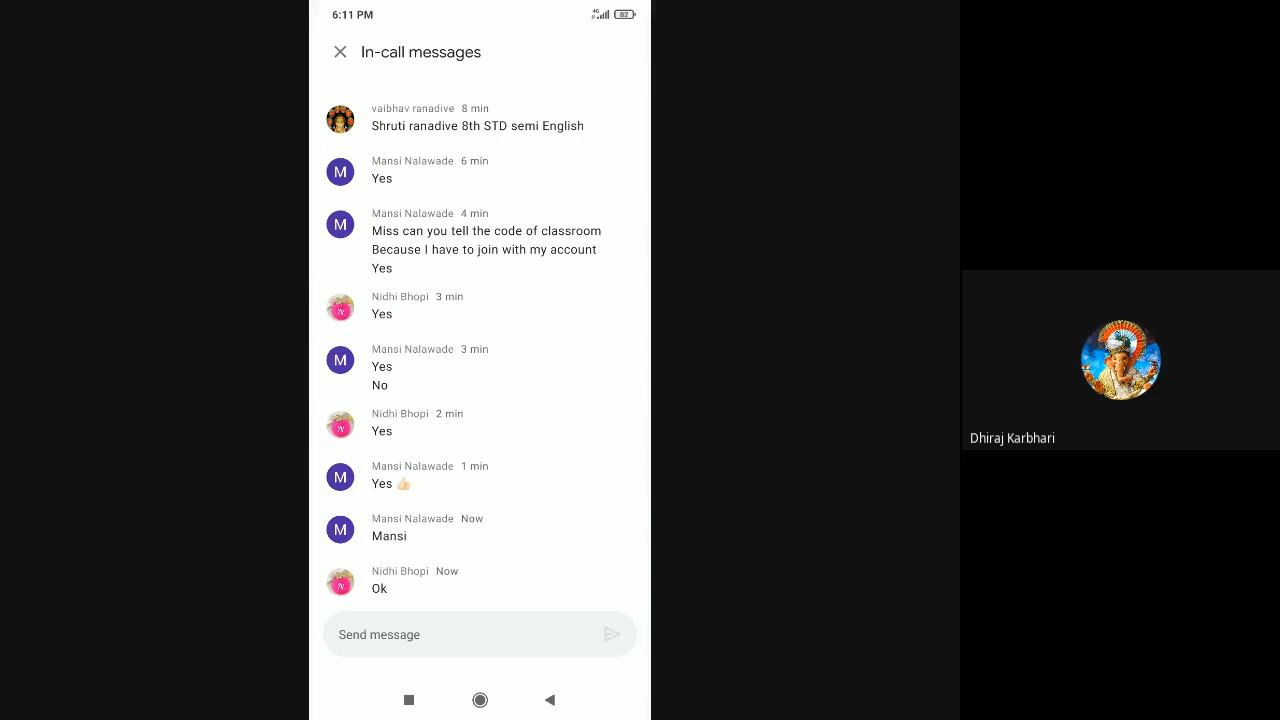 6:11 PM
4G
82
In-call messages
vaibhav ranadive 8 min
Shruti ranadive 8th STD semi English
Mansi Nalawade 6 min
M
Yes
Mansi Nalawade 4 min
M
Miss can you tell the code of classroom
Because I have to join with my account
Yes
Nidhi Bhopi 3 min
N
Yes
Mansi Nalawade 3 min
M
Yes
No
Nidhi Bhopi 2 min
N
Yes
Mansi Nalawade 1 min
M
Yes 👍🏻
Mansi Nalawade Now
M
Mansi
Nidhi Bhopi Now
N
Ok
Send message
Dhiraj Karbhari